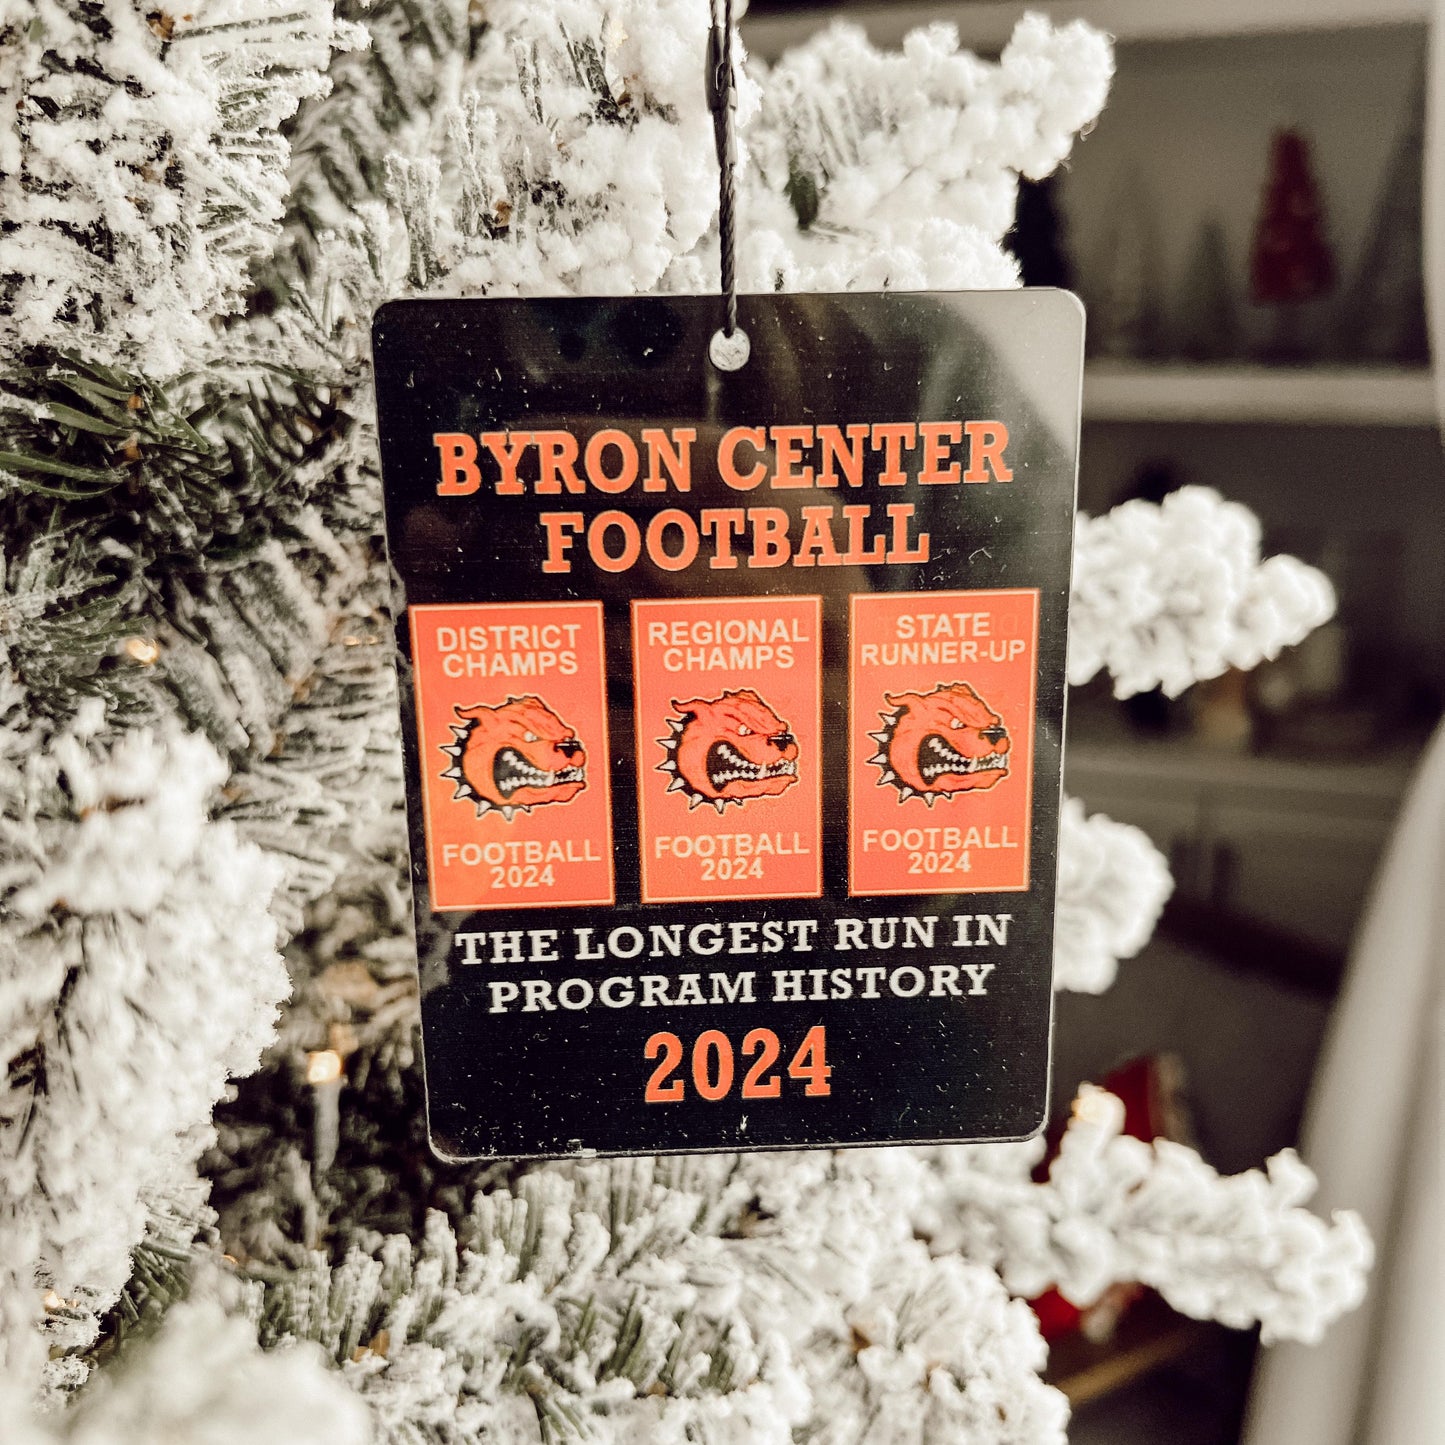 BYRON CENTER
FOOTBALL
DISTRICT
CHAMPS
FOOTBALL
2024
REGIONAL
CHAMPS
FOOTBALL
2024
STATE
RUNNER-UP
FOOTBALL
2024
THE LONGEST RUN IN
PROGRAM HISTORY
2024